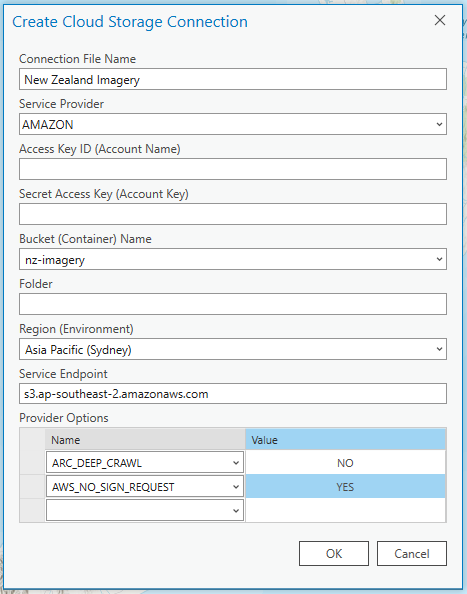 Create Cloud Storage Connection
Connection File Name
New Zealand Imagery
Service Provider
AMAZON
Access Key ID (Account Name)
Secret Access Key (Account Key)
Bucket (Container) Name
nz-imagery
Folder
Region (Environment)
Asia Pacific (Sydney)
Service Endpoint
s3.ap-southeast-2.amazonaws.com
Provider Options
Name Value
ARC_DEEP_CRAWL NO
AWS_NO_SIGN_REQUEST YES
OK Cancel